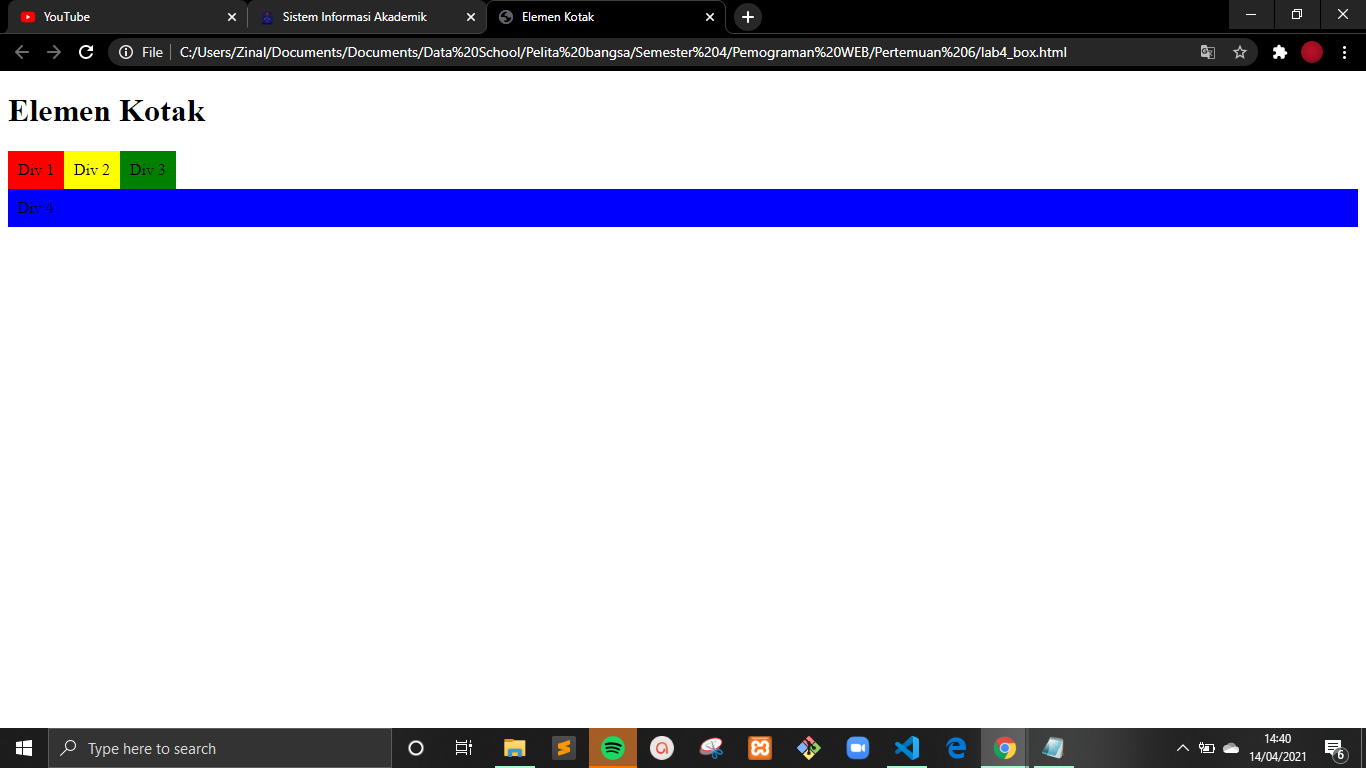 YouTube
Sistem Informasi Akademik
Elemen Kotak
File
C:/Users/Zinal/Documents/Documents/Data%20School/Pelita%20bangsa/Semester%204/Pemograman%20WEB/Pertemuan%206/lab4_box.html
Elemen Kotak
Div 1 Div 2 Div 3
Div 4
Type here to search
14:40
14/04/2021
6